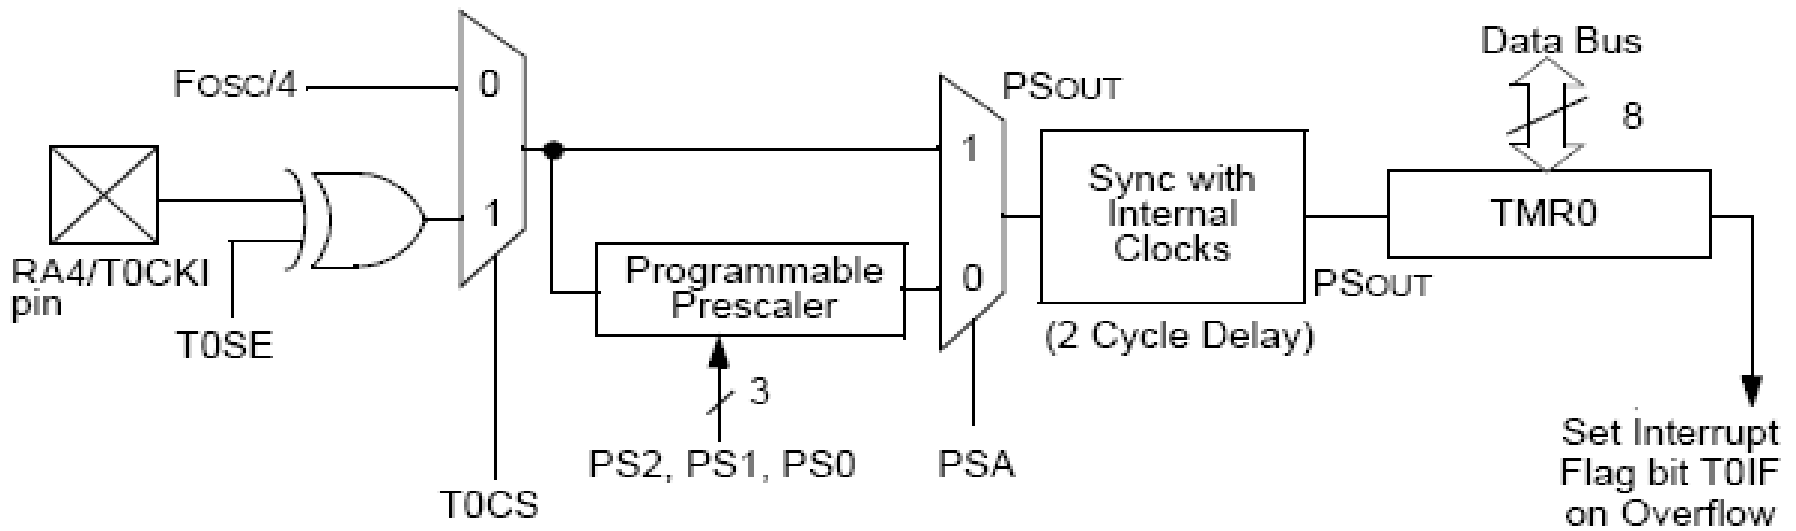 Data Bus
8
Fosc/4
0
1
RA4/T0CKI
pin
T0SE
T0CS
Programmable
Prescaler
3
PS2, PS1, PS0
PSOUT
1
0
PSA
Sync with
Internal
Clocks
(2 Cycle Delay)
PSOUT
TMR0
Set Interrupt
Flag bit T0IF
on Overflow